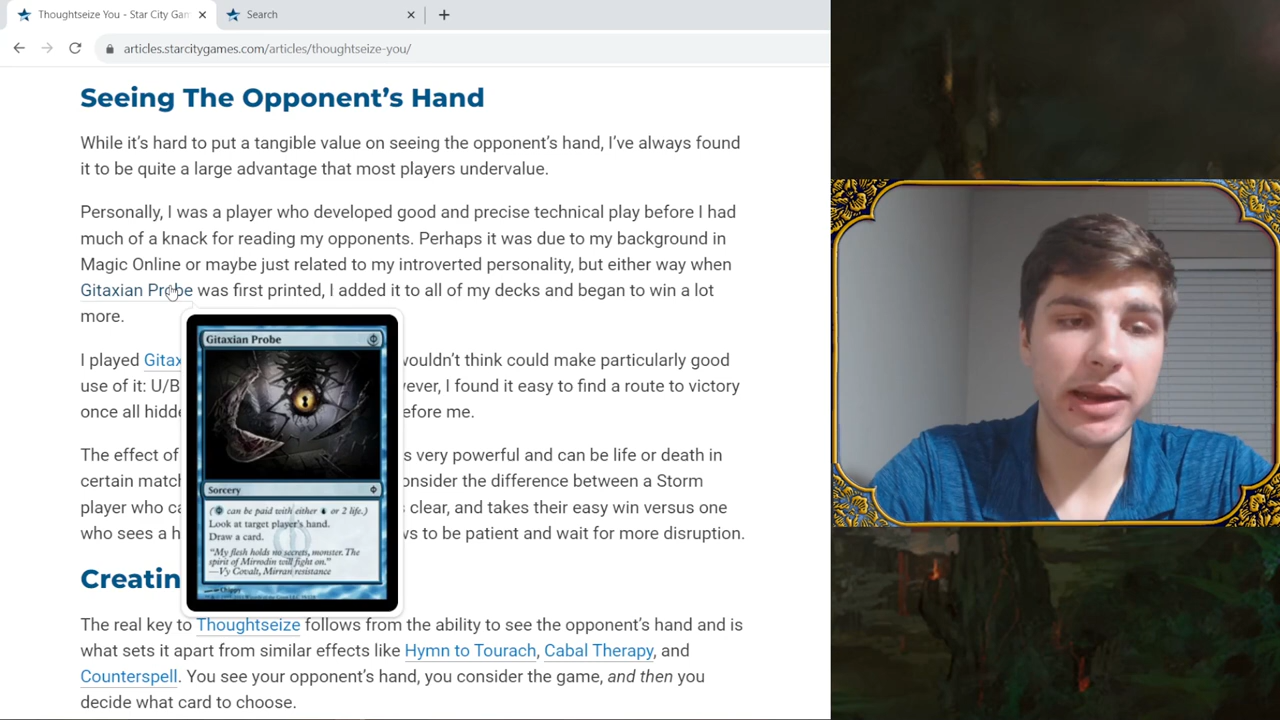 Thoughtseize You - Star City Gam
Search
articles.starcitygames.com/articles/thoughtseize-you/
Seeing The Opponent’s Hand
While it’s hard to put a tangible value on seeing the opponent’s hand, I’ve always found
it to be quite a large advantage that most players undervalue.
Personally, I was a player who developed good and precise technical play before I had
much of a knack for reading my opponents. Perhaps it was due to my background in
Magic Online or maybe just related to my introverted personality, but either way when
Gitaxian Probe was first printed, I added it to all of my decks and began to win a lot
more.
I played Gitax wouldn’t think could make particularly good
use of it: U/B wever, I found it easy to find a route to victory
once all hidde efore me.
The effect of s very powerful and can be life or death in
certain match onsider the difference between a Storm
player who ca s clear, and takes their easy win versus one
who sees a h ws to be patient and wait for more disruption.
Gitaxian Probe
Sorcery
( can be paid with either or 2 life.)
Look at target player's hand.
Draw a card.
"My flesh holds no secrets, monster. The
spirit of Mirrodin will fight on."
—Vy Covalt, Mirran resistance
Creatin
The real key to Thoughtseize follows from the ability to see the opponent’s hand and is
what sets it apart from similar effects like Hymn to Tourach, Cabal Therapy, and
Counterspell. You see your opponent’s hand, you consider the game, and then you
decide what card to choose.